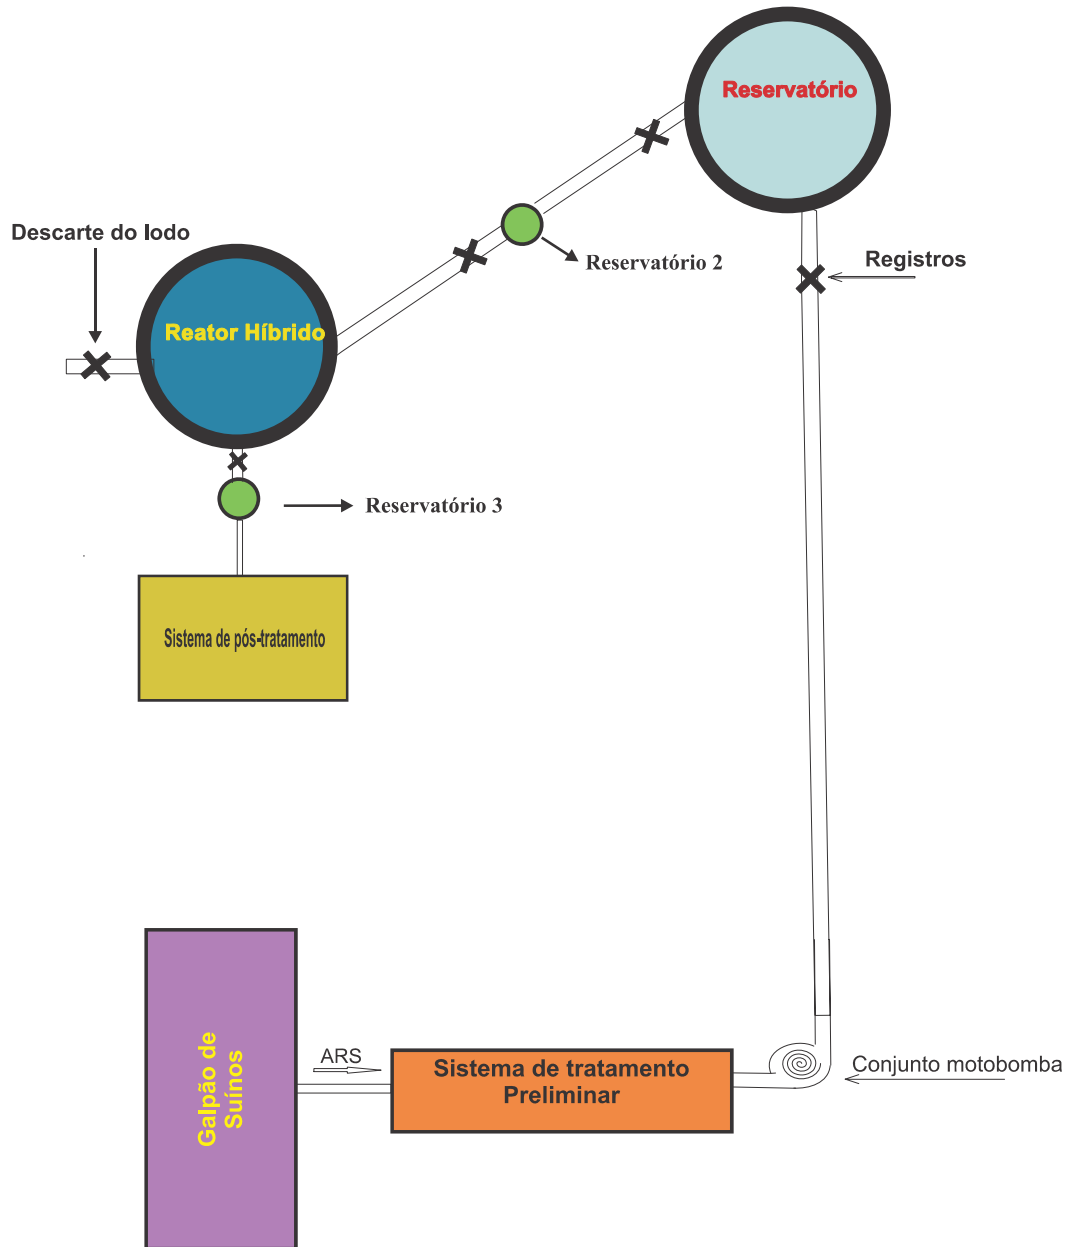 Reservatório
Descarte do lodo
Reservatório 2
Registros
Reator Híbrido
Reservatório 3
Sistema de pós-tratamento
Galpão de
Suínos
ARS
Sistema de tratamento
Preliminar
Conjunto motobomba